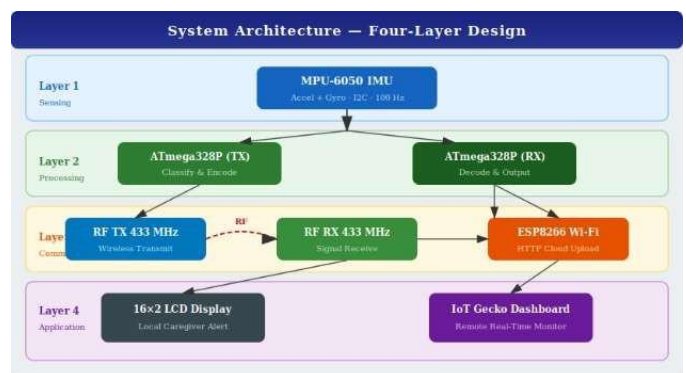 System Architecture — Four-Layer Design
Layer 1
Sensing
MPU-6050 IMU
Accel + Gyro · I2C · 100 Hz
Layer 2
Processing
ATmega328P (TX)
Classify & Encode
ATmega328P (RX)
Decode & Output
Laye
Comm
RF TX 433 MHz
Wireless Transmit
RF
RF RX 433 MHz
Signal Receive
ESP8266 Wi-Fi
HTTP Cloud Upload
Layer 4
Application
16×2 LCD Display
Local Caregiver Alert
IoT Gecko Dashboard
Remote Real-Time Monitor